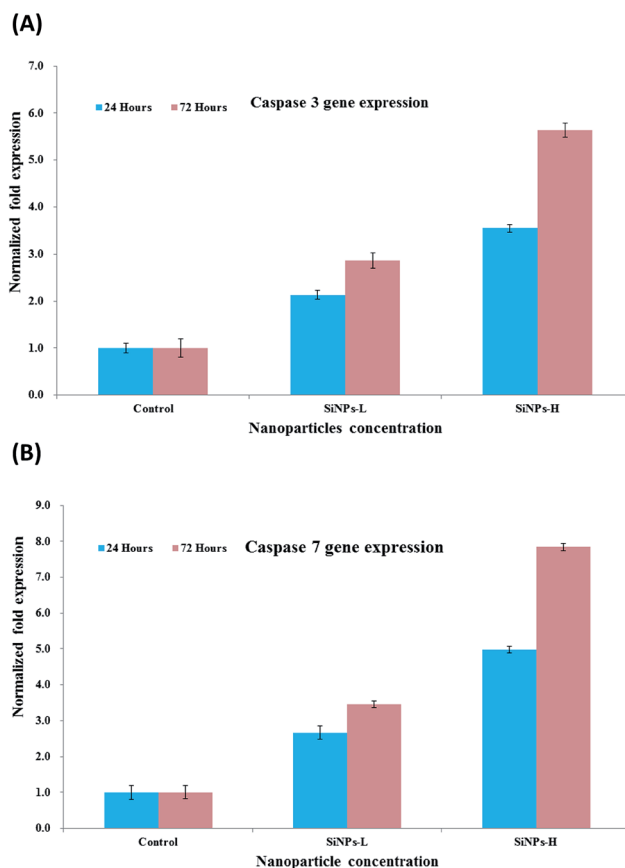 (A)
7.0
24 Hours 72 Hours Caspase 3 gene expression
6.0
5.0
4.0
3.0
2.0
1.0
0.0
Normalized fold expression
Control SiNPs-L SiNPs-H
Nanoparticles concentration
(B)
9.0
24 Hours 72 Hours Caspase 7 gene expression
8.0
7.0
6.0
5.0
4.0
3.0
2.0
1.0
0.0
Normalized fold expression
Control SiNPs-L SiNPs-H
Nanoparticle concentration